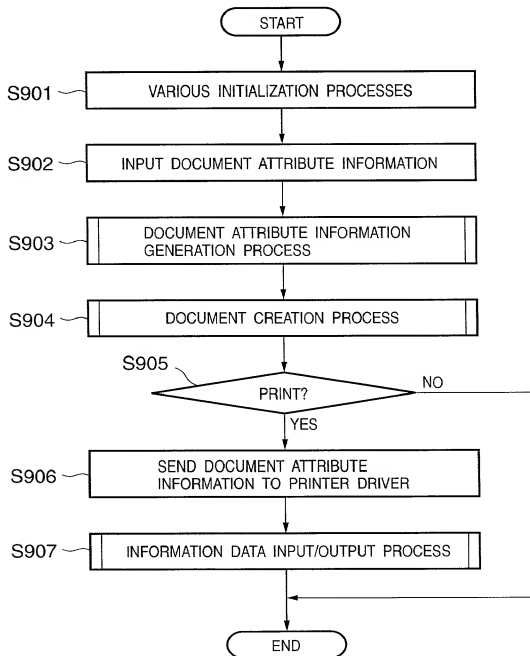 START
S901
VARIOUS INITIALIZATION PROCESSES
S902
INPUT DOCUMENT ATTRIBUTE INFORMATION
S903
DOCUMENT ATTRIBUTE INFORMATION
GENERATION PROCESS
S904
DOCUMENT CREATION PROCESS
S905
PRINT?
NO
YES
S906
SEND DOCUMENT ATTRIBUTE
INFORMATION TO PRINTER DRIVER
S907
INFORMATION DATA INPUT/OUTPUT PROCESS
END